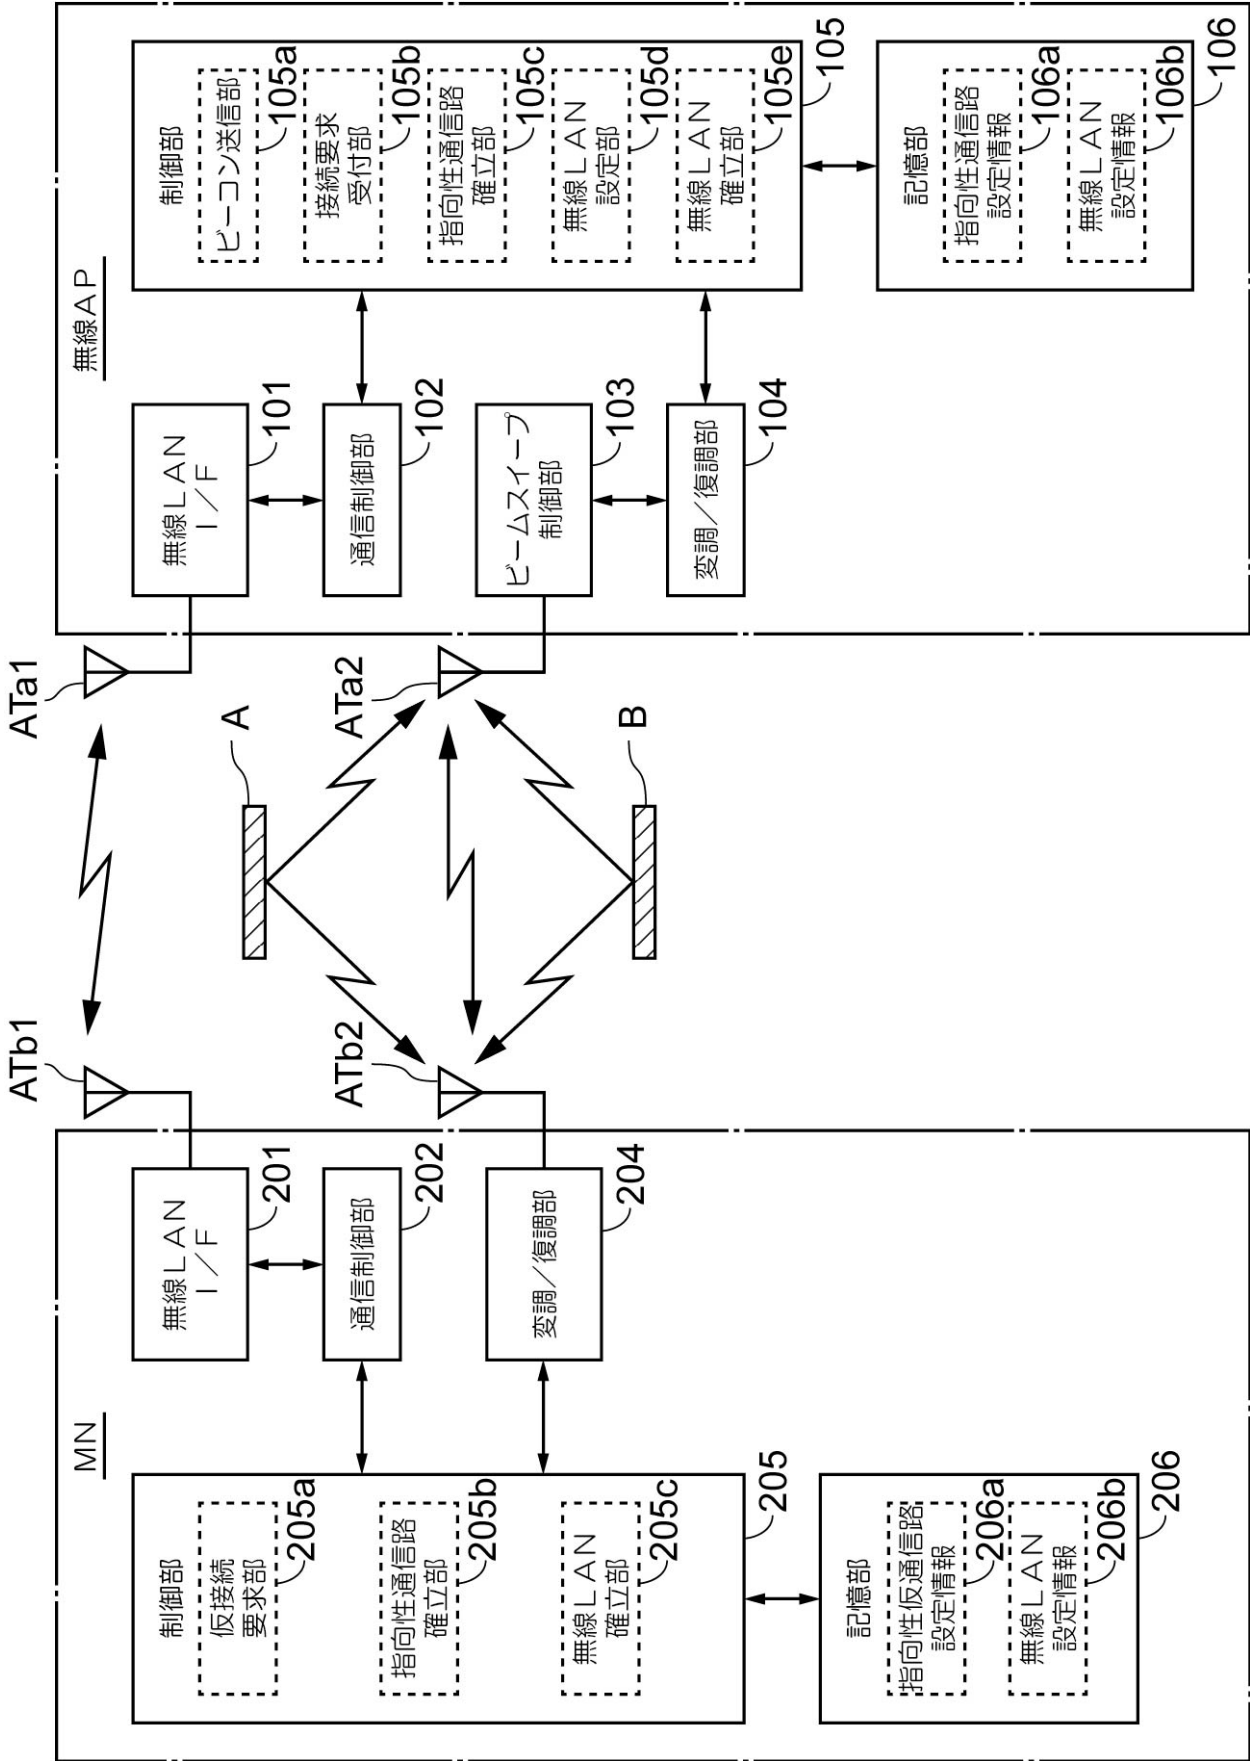 MN
制御部
仮接続
要求部
205a
指向性通信路
確立部
205b
無線LAN
確立部
205c
205
記憶部
指向性仮通信路
設定情報
206a
無線LAN
設定情報
206b
206
無線LAN
I/F
201
通信制御部
202
変調/復調部
204
ATb1
ATb2
A
B
ATa1
ATa2
無線AP
無線LAN
I/F
101
通信制御部
102
ビームスイープ
制御部
103
変調/復調部
104
制御部
ビーコン送信部
105a
接続要求
受付部
105b
指向性通信路
確立部
105c
無線LAN
設定部
105d
無線LAN
確立部
105e
105
記憶部
指向性通信路
設定情報
106a
無線LAN
設定情報
106b
106